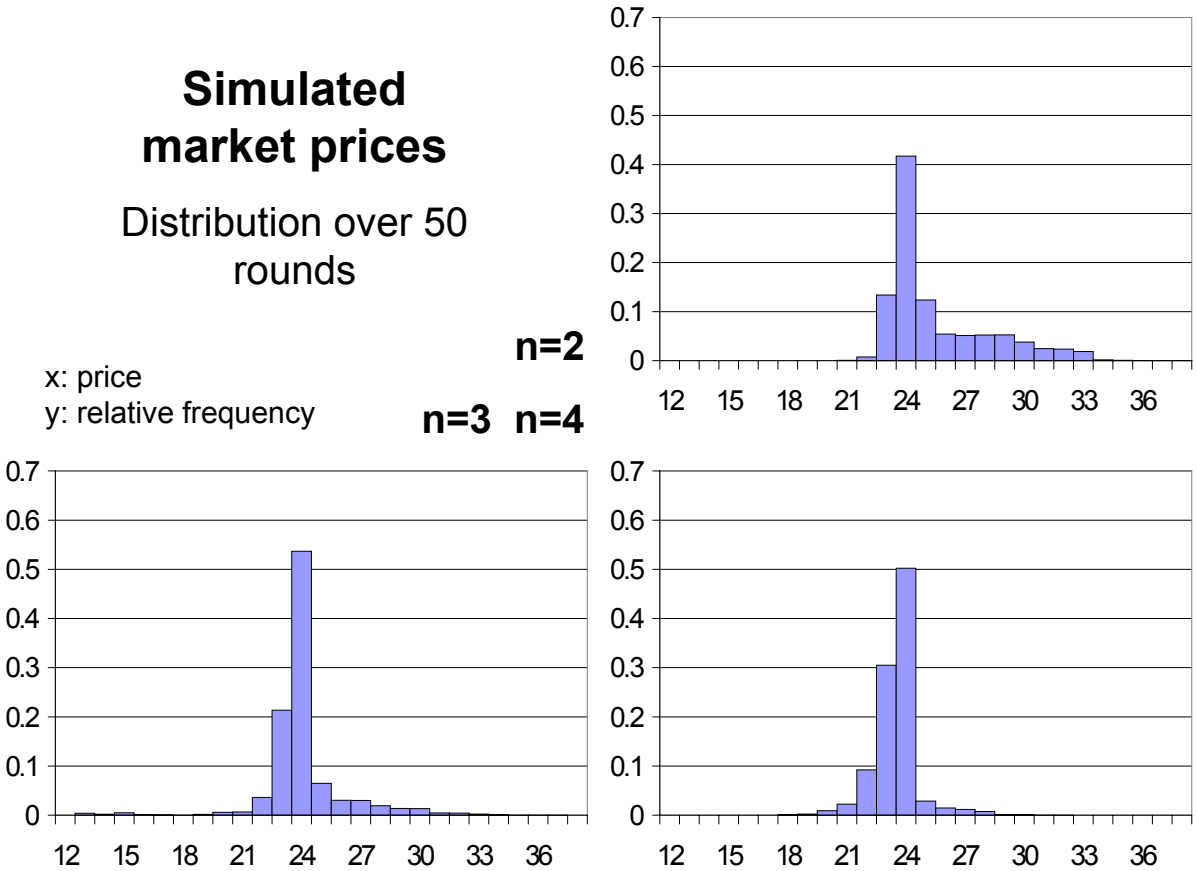 Simulated
market prices
Distribution over 50
rounds
x: price
y: relative frequency
n=2
n=3 n=4
0.7
0.6
0.5
0.4
0.3
0.2
0.1
0
12 15 18 21 24 27 30 33 36
0.7
0.6
0.5
0.4
0.3
0.2
0.1
0
12 15 18 21 24 27 30 33 36
0.7
0.6
0.5
0.4
0.3
0.2
0.1
0
12 15 18 21 24 27 30 33 36